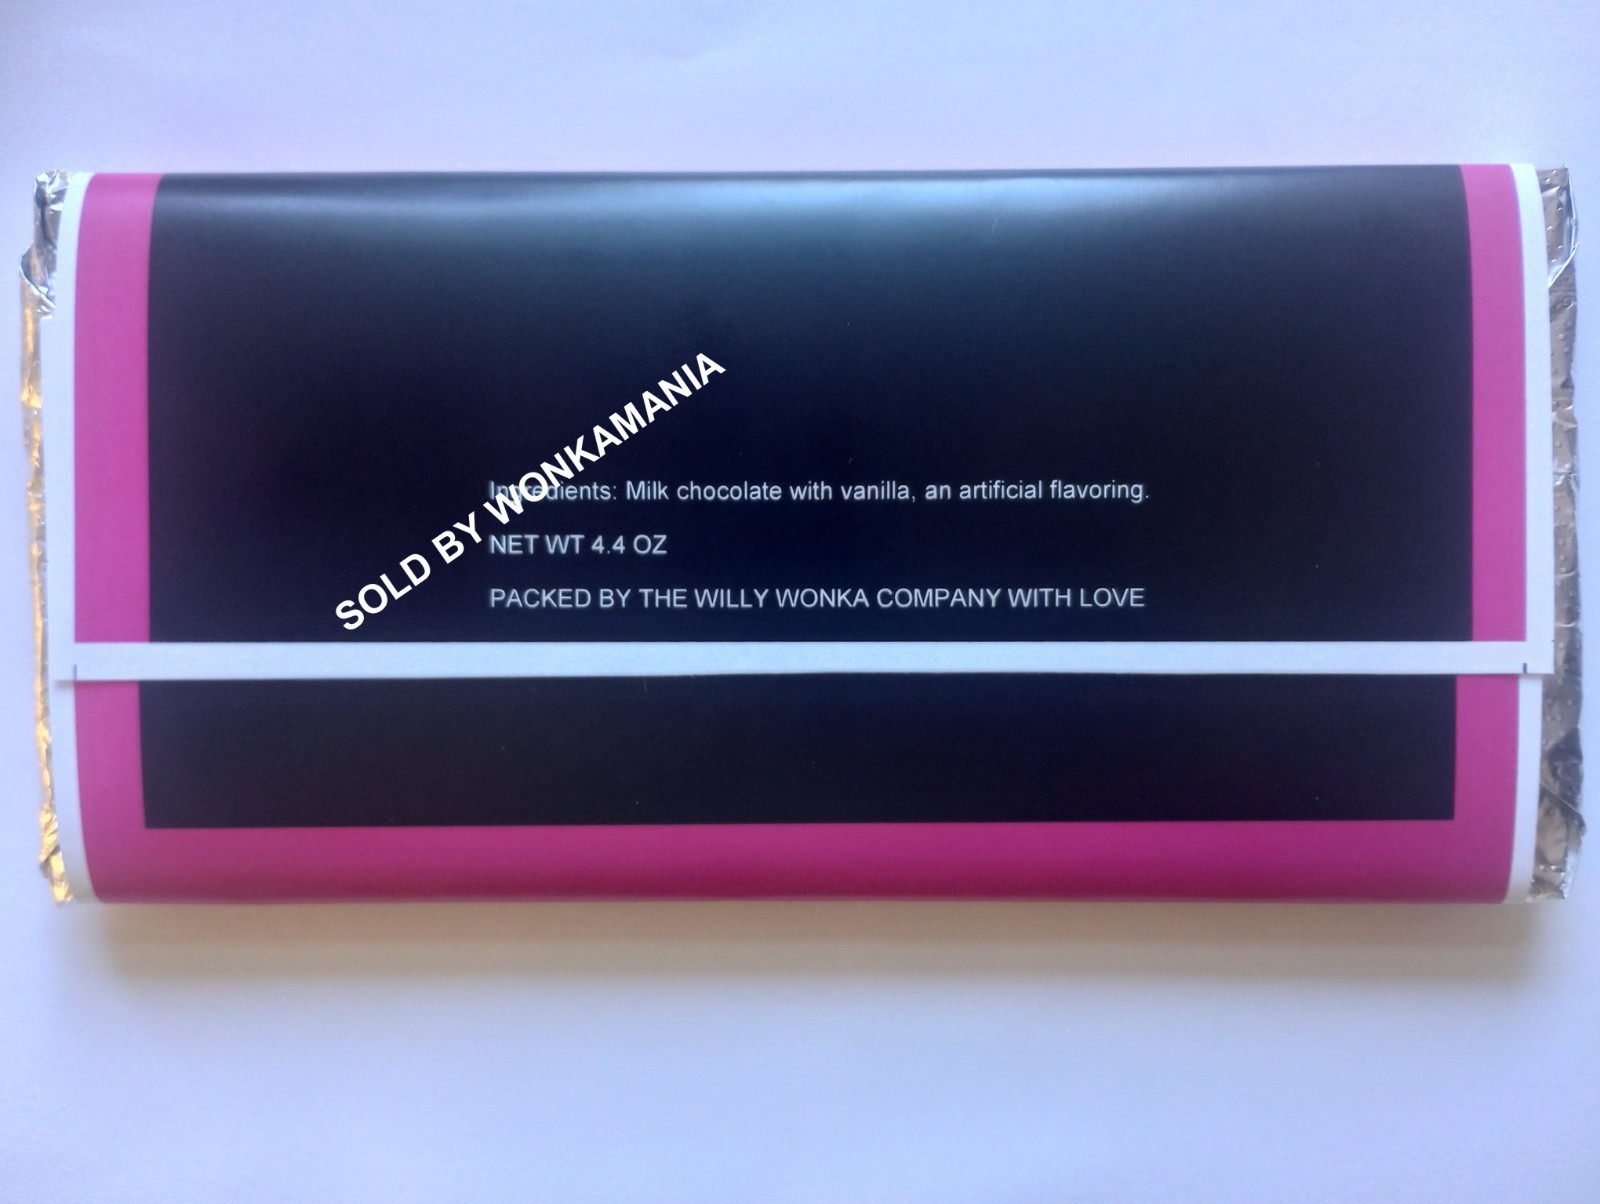 SOLD BY WONKAMANIA
Ingredients: Milk chocolate with vanilla, an artificial flavoring.
NET WT 4.4 OZ
PACKED BY THE WILLY WONKA COMPANY WITH LOVE